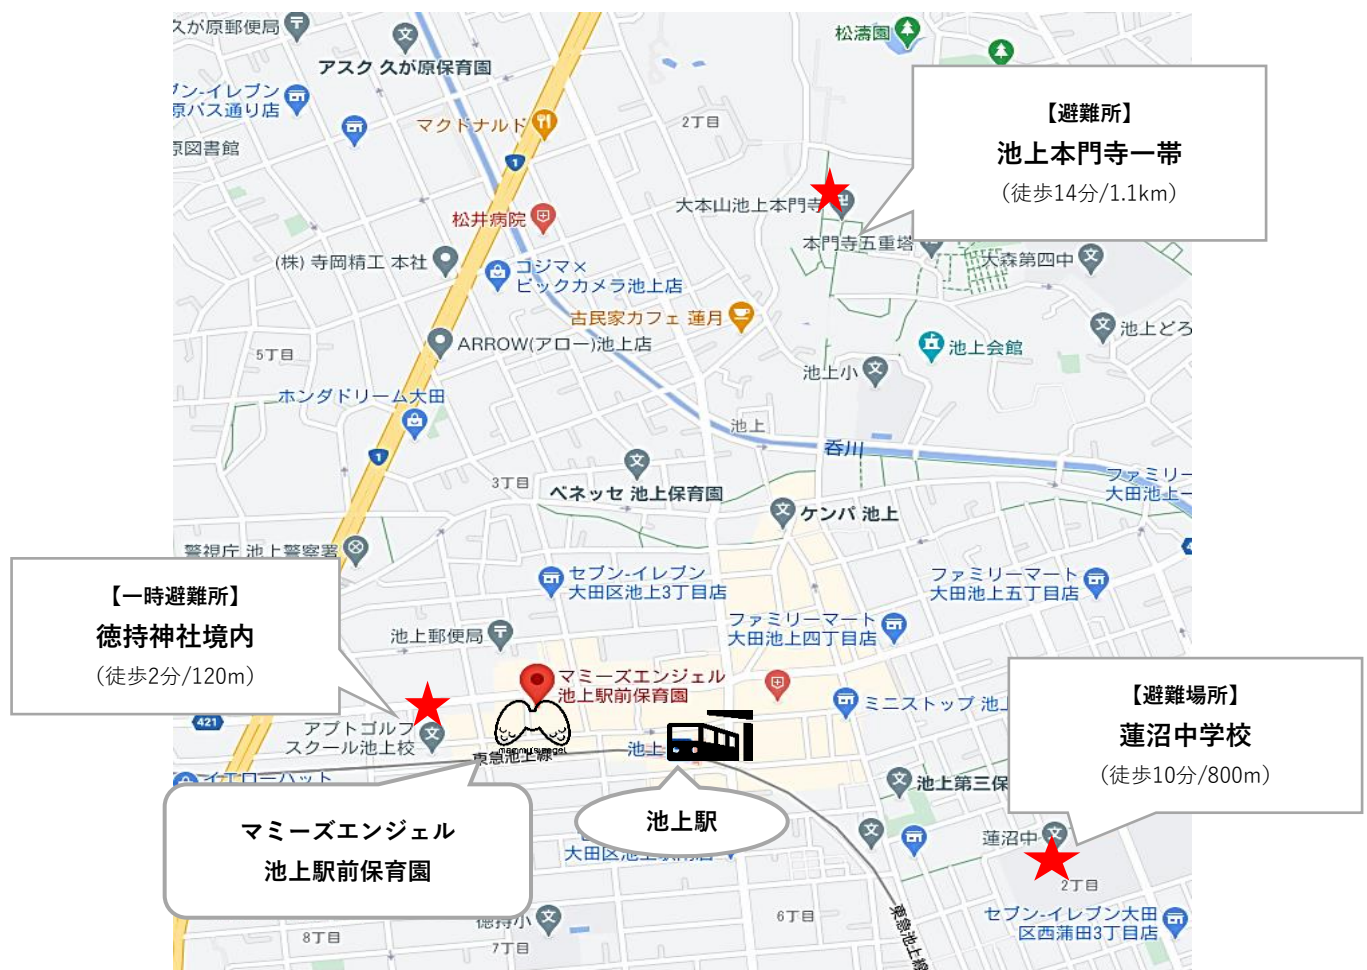 久が原郵便局
アスク 久が原保育園
松濤園
ブン-イレブン
原バス通り店
マクドナルド
2丁目
原図書館
1
【避難所】
池上本門寺一帯
(徒歩14分/1.1km)
大本山池上本門寺
松井病院
本門寺五重塔
大森第四中
(株) 寺岡精工 本社
コジマ×
ビックカメラ池上店
古民家カフェ 蓮月
池上どろ
ARROW(アロー)池上店
池上会館
5丁目
池上小
ホンダドリーム大田
池上
呑川
1
3丁目
ベネッセ 池上保育園
ファミリー
大田池上一
ケンパ 池上
警視庁 池上警察署
セブン-イレブン
大田区池上3丁目店
ファミリーマート
大田池上五丁目店
【一時避難所】
徳持神社境内
(徒歩2分/120m)
ファミリーマート
大田池上四丁目店
池上郵便局
マミーズエンジェル
池上駅前保育園
ミニストップ 池上
421
アプトゴルフ
スクール池上校
mammy's angel
東急池上線
池上
イエローハット
【避難場所】
蓮沼中学校
(徒歩10分/800m)
池上第三保
マミーズエンジェル
池上駅前保育園
池上駅
蓮沼中
2丁目
徳持小
6丁目
セブン-イレブン大田
区西蒲田3丁目店
8丁目
7丁目
東急池上線